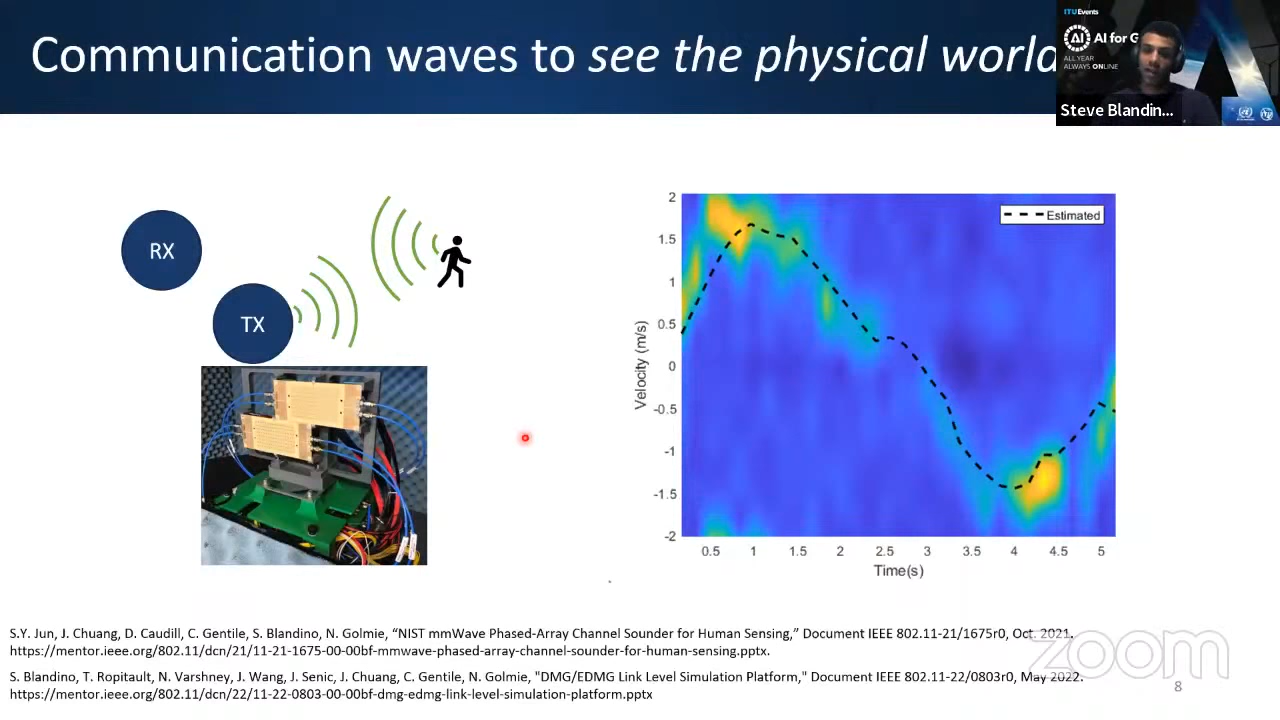 Communication waves to see the physical world
ITUEvents
AI for G
ALL YEAR
ALWAYS ONLINE
Steve Blandin...
RX
TX
Estimated
2
1.5
1
0.5
0
-0.5
-1
-1.5
-2
Velocity (m/s)
0.5 1 1.5 2 2.5 3 3.5 4 4.5 5
Time(s)
S.Y. Jun, J. Chuang, D. Caudill, C. Gentile, S. Blandino, N. Golmie, “NIST mmWave Phased-Array Channel Sounder for Human Sensing,” Document IEEE 802.11-21/1675r0, Oct. 2021.
https://mentor.ieee.org/802.11/dcn/21/11-21-1675-00-00bf-mmwave-phased-array-channel-sounder-for-human-sensing.pptx.
S. Blandino, T. Ropitault, N. Varshney, J. Wang, J. Senic, J. Chuang, C. Gentile, N. Golmie, "DMG/EDMG Link Level Simulation Platform," Document IEEE 802.11-22/0803r0, May 2022.
https://mentor.ieee.org/802.11/dcn/22/11-22-0803-00-00bf-dmg-edmg-link-level-simulation-platform.pptx
zoom
8